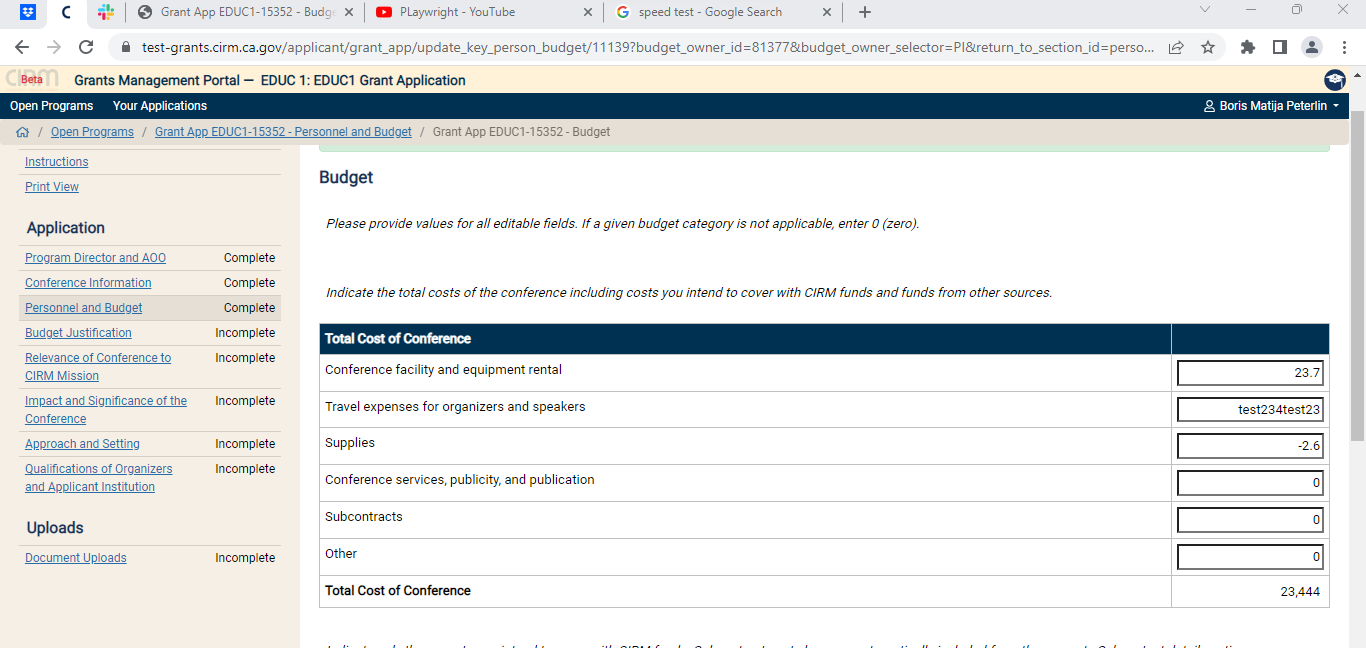 Grant App EDUC1-15352 - Budge
PLaywright - YouTube
speed test - Google Search
test-grants.cirm.ca.gov/applicant/grant_app/update_key_person_budget/11139?budget_owner_id=81377&budget_owner_selector=PI&return_to_section_id=perso...
CIRM Beta Grants Management Portal — EDUC 1: EDUC1 Grant Application
Open Programs Your Applications Boris Matija Peterlin
/ Open Programs / Grant App EDUC1-15352 - Personnel and Budget / Grant App EDUC1-15352 - Budget
Instructions
Print View
Application
Program Director and AOO Complete
Conference Information Complete
Personnel and Budget Complete
Budget Justification Incomplete
Relevance of Conference to Incomplete
CIRM Mission
Impact and Significance of the Incomplete
Conference
Approach and Setting Incomplete
Qualifications of Organizers Incomplete
and Applicant Institution
Uploads
Document Uploads Incomplete
Budget
Please provide values for all editable fields. If a given budget category is not applicable, enter 0 (zero).
Indicate the total costs of the conference including costs you intend to cover with CIRM funds and funds from other sources.
Total Cost of Conference
Conference facility and equipment rental 23.7
Travel expenses for organizers and speakers test234test23
Supplies -2.6
Conference services, publicity, and publication 0
Subcontracts 0
Other 0
Total Cost of Conference 23,444